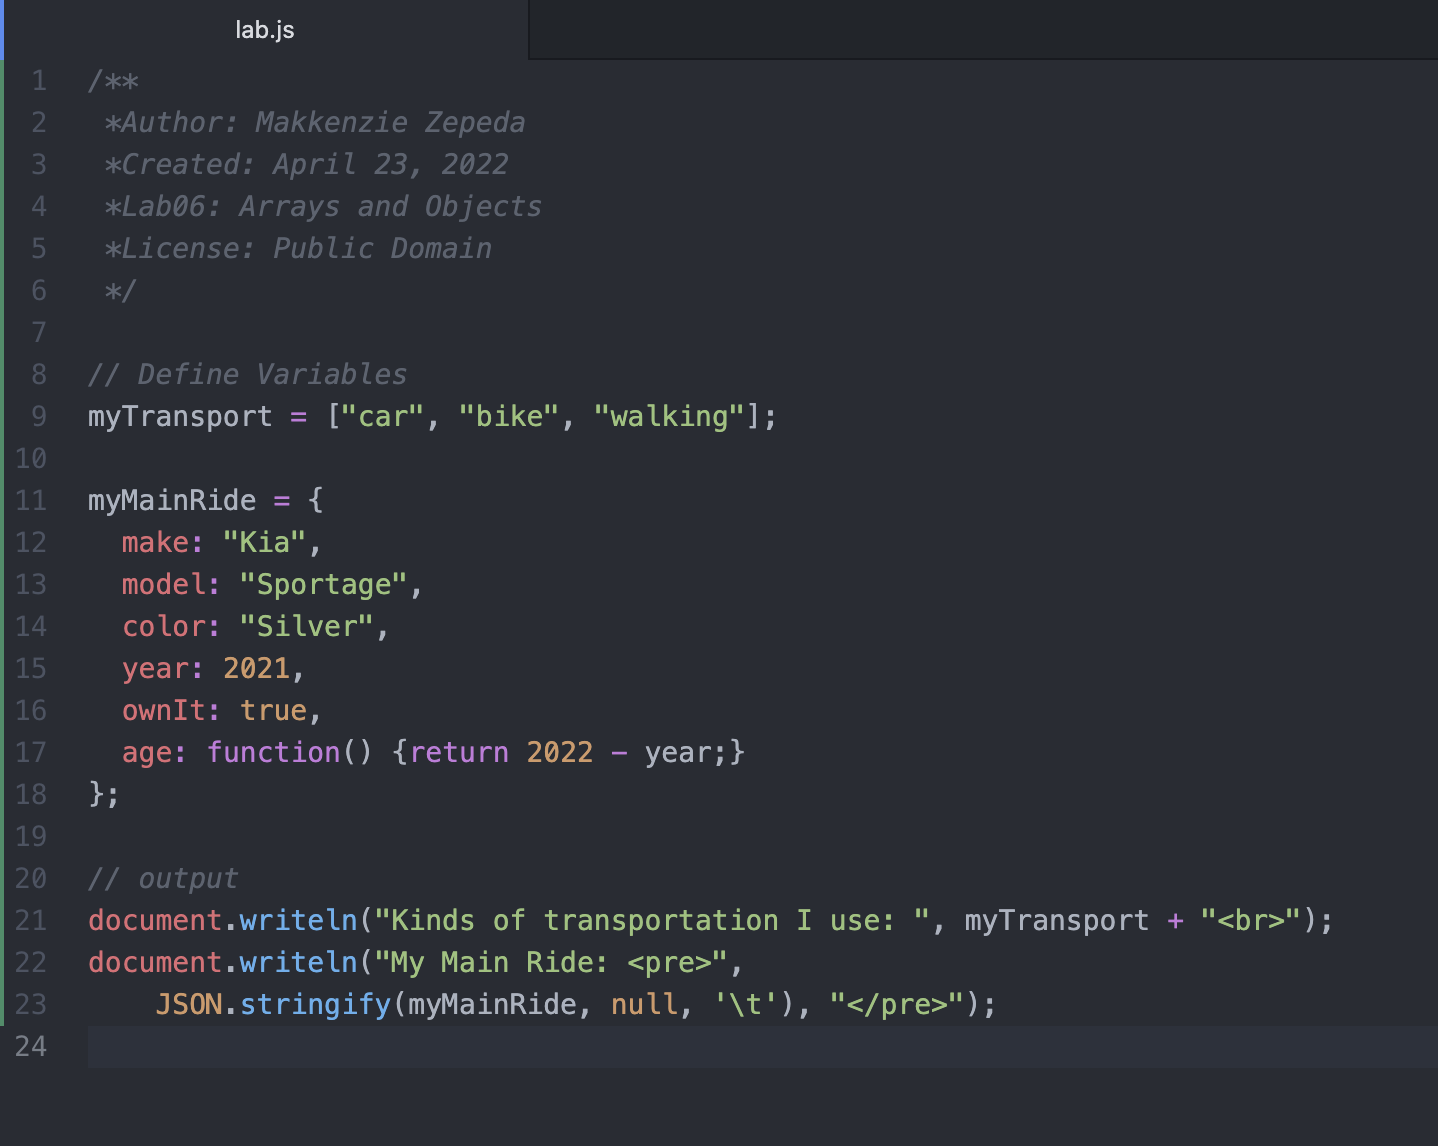 lab.js
1 /**
2  *Author: Makkenzie Zepeda
3  *Created: April 23, 2022
4  *Lab06: Arrays and Objects
5  *License: Public Domain
6  */
7
8 // Define Variables
9 myTransport = ["car", "bike", "walking"];
10
11 myMainRide = {
12   make: "Kia",
13   model: "Sportage",
14   color: "Silver",
15   year: 2021,
16   ownIt: true,
17   age: function() {return 2022 - year;}
18 };
19
20 // output
21 document.writeln("Kinds of transportation I use: ", myTransport + "<br>");
22 document.writeln("My Main Ride: <pre>",
23     JSON.stringify(myMainRide, null, '\t'), "</pre>");
24